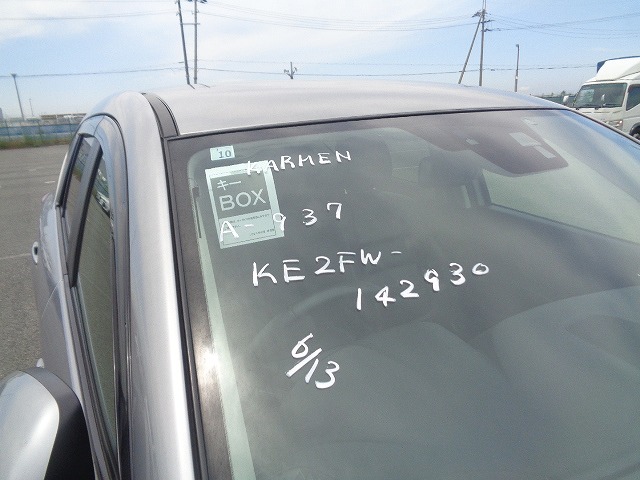 10
KARMEN
キー
BOX
A-937
KE2FW-
142930
6/13